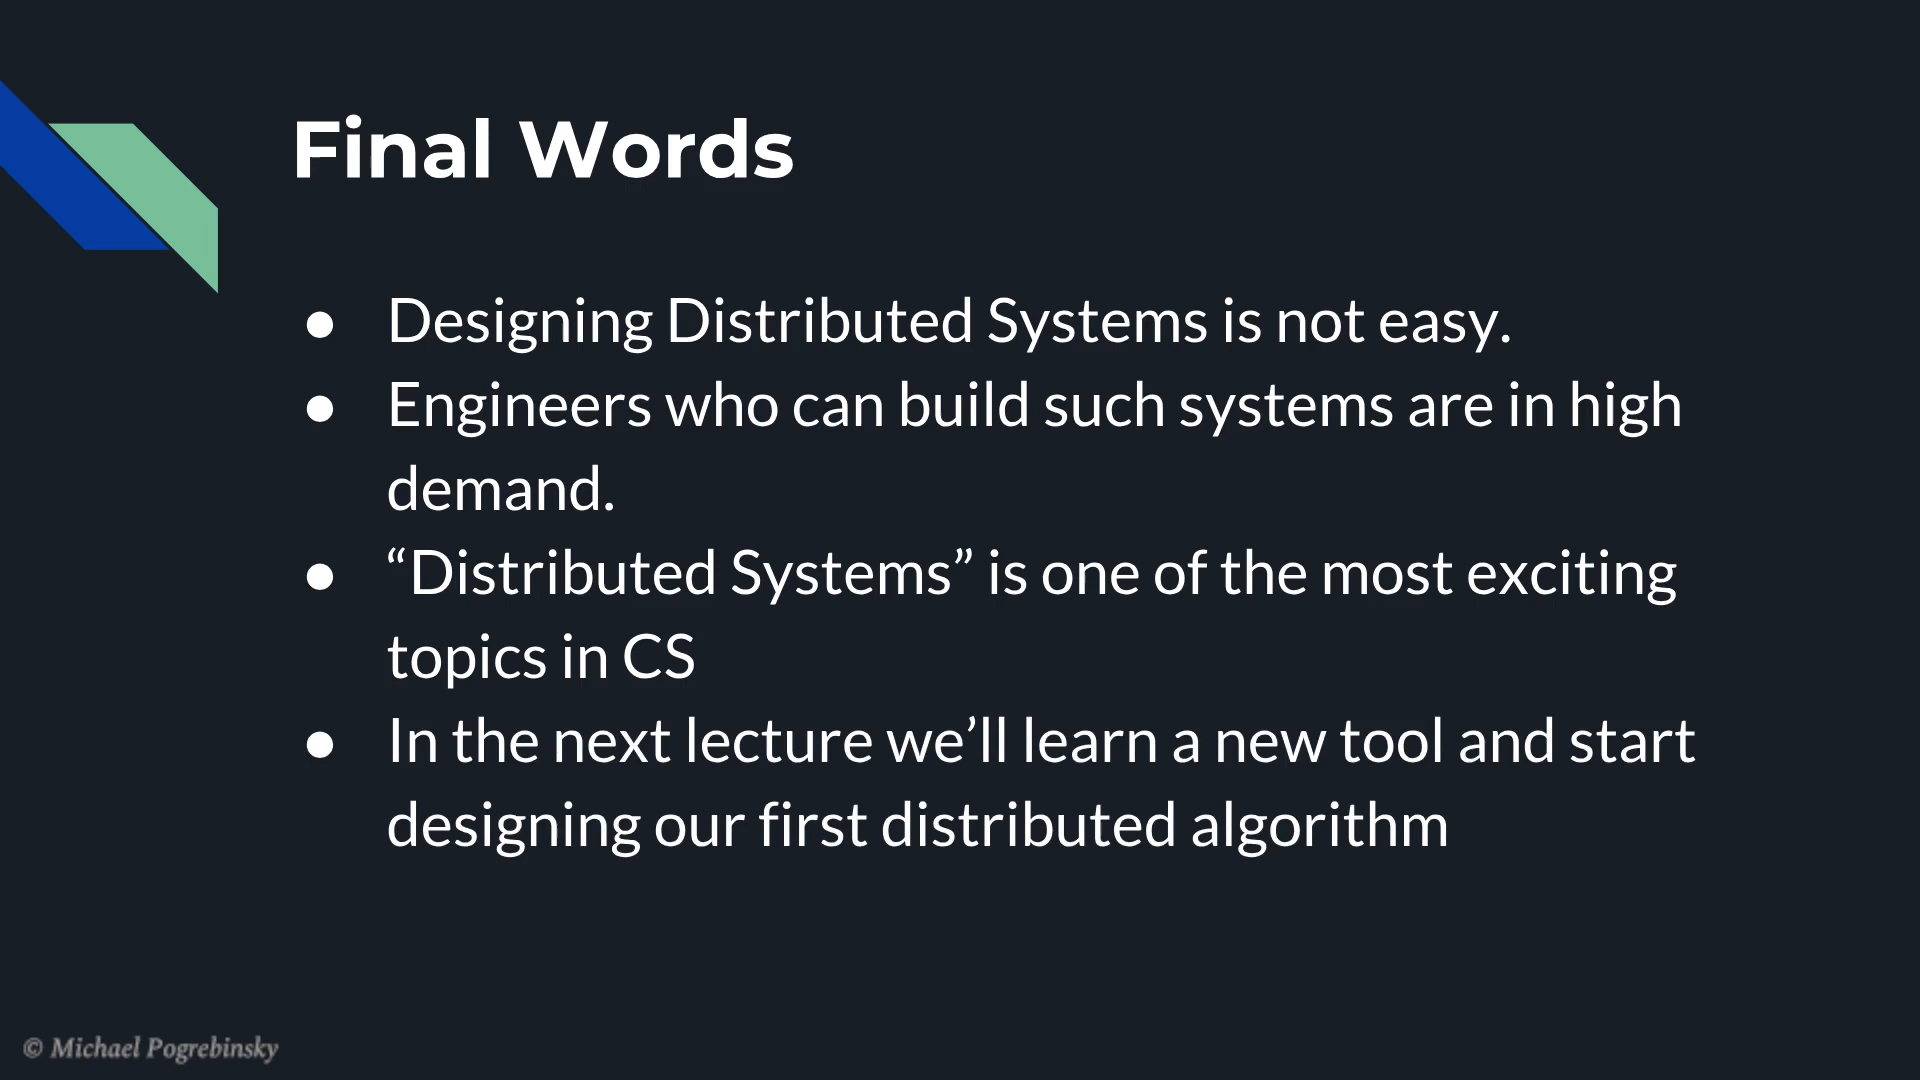 Final Words
● Designing Distributed Systems is not easy.
● Engineers who can build such systems are in high
demand.
● “Distributed Systems” is one of the most exciting
topics in CS
● In the next lecture we’ll learn a new tool and start
designing our first distributed algorithm
© Michael Pogrebinsky